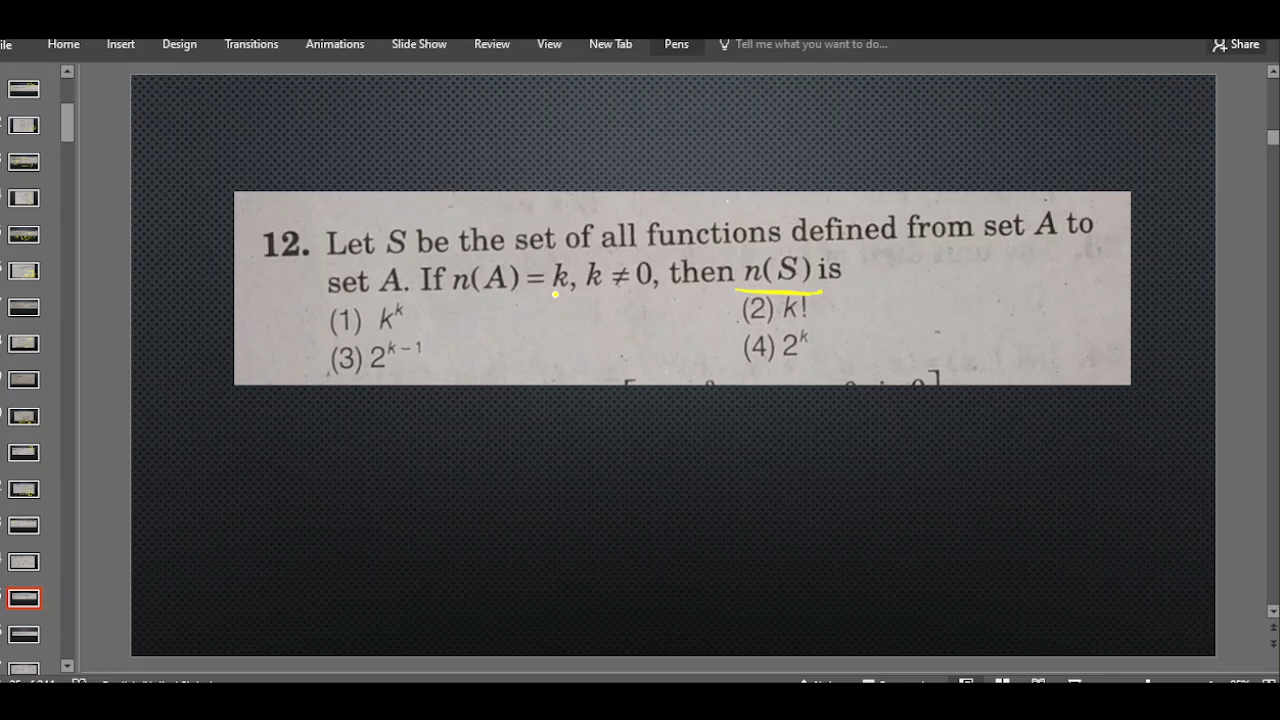 Home Insert Design Transitions Animations Slide Show Review View New Tab Pens Tell me what you want to do... Share
12. Let S be the set of all functions defined from set A to
set A. If n(A) = k, k ≠ 0, then n(S) is
(1) k^k (2) k!
(3) 2^{k – 1} (4) 2^k